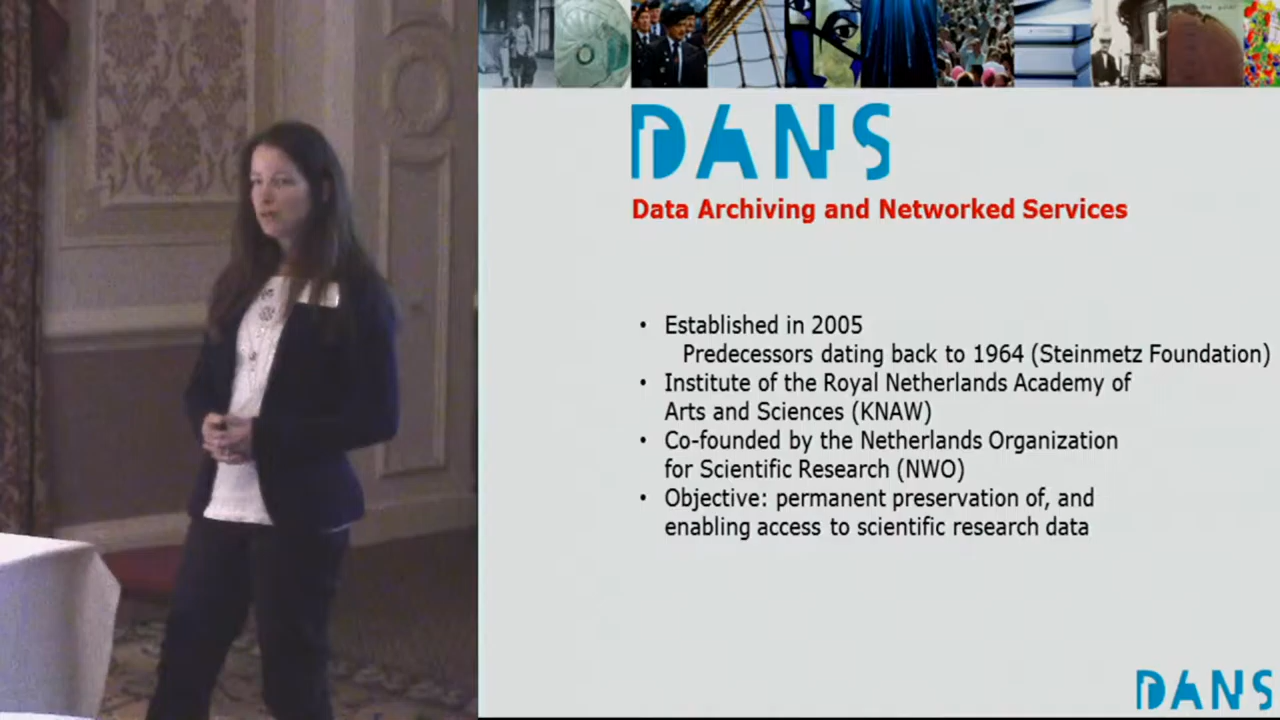 DANS
Data Archiving and Networked Services
• Established in 2005
Predecessors dating back to 1964 (Steinmetz Foundation)
• Institute of the Royal Netherlands Academy of
Arts and Sciences (KNAW)
• Co-founded by the Netherlands Organization
for Scientific Research (NWO)
• Objective: permanent preservation of, and
enabling access to scientific research data
DANS